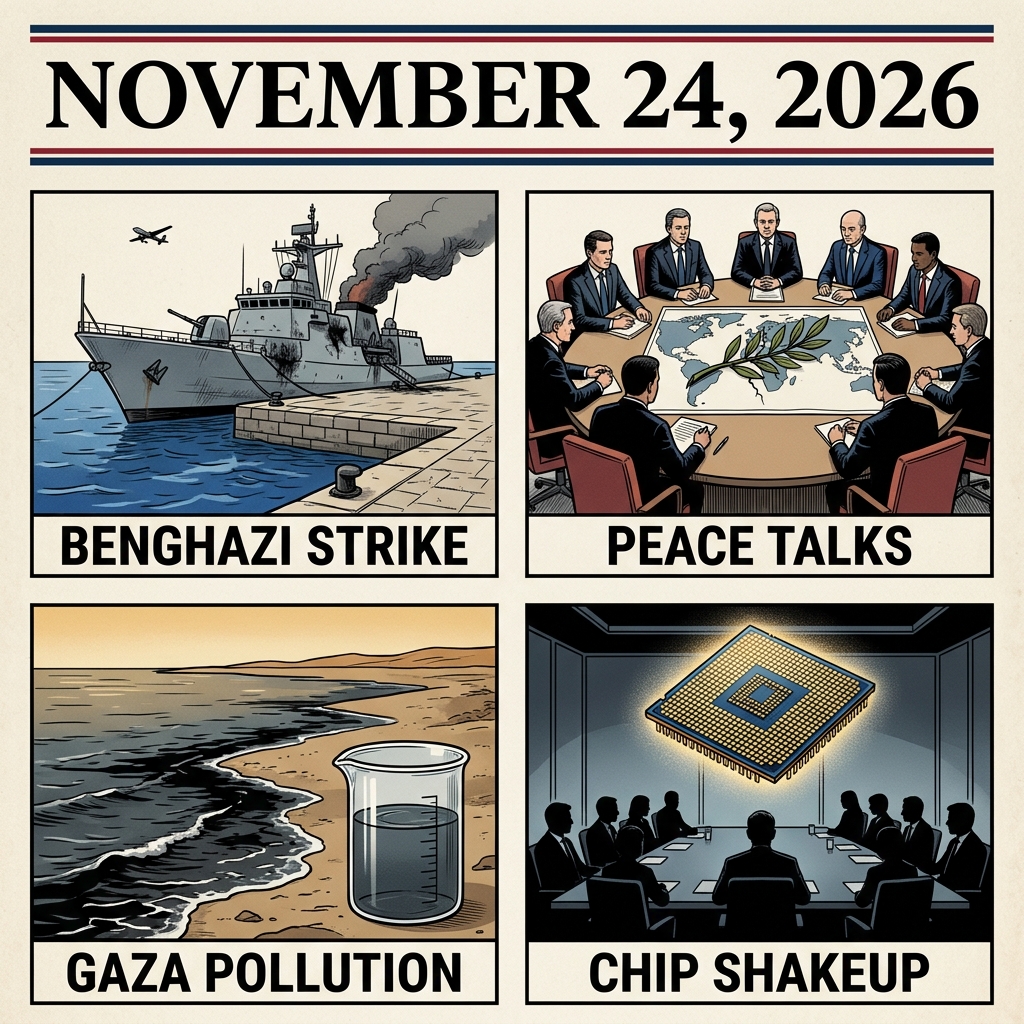 NOVEMBER 24, 2026
BENGHAZI STRIKE
PEACE TALKS
GAZA POLLUTION
CHIP SHAKEUP